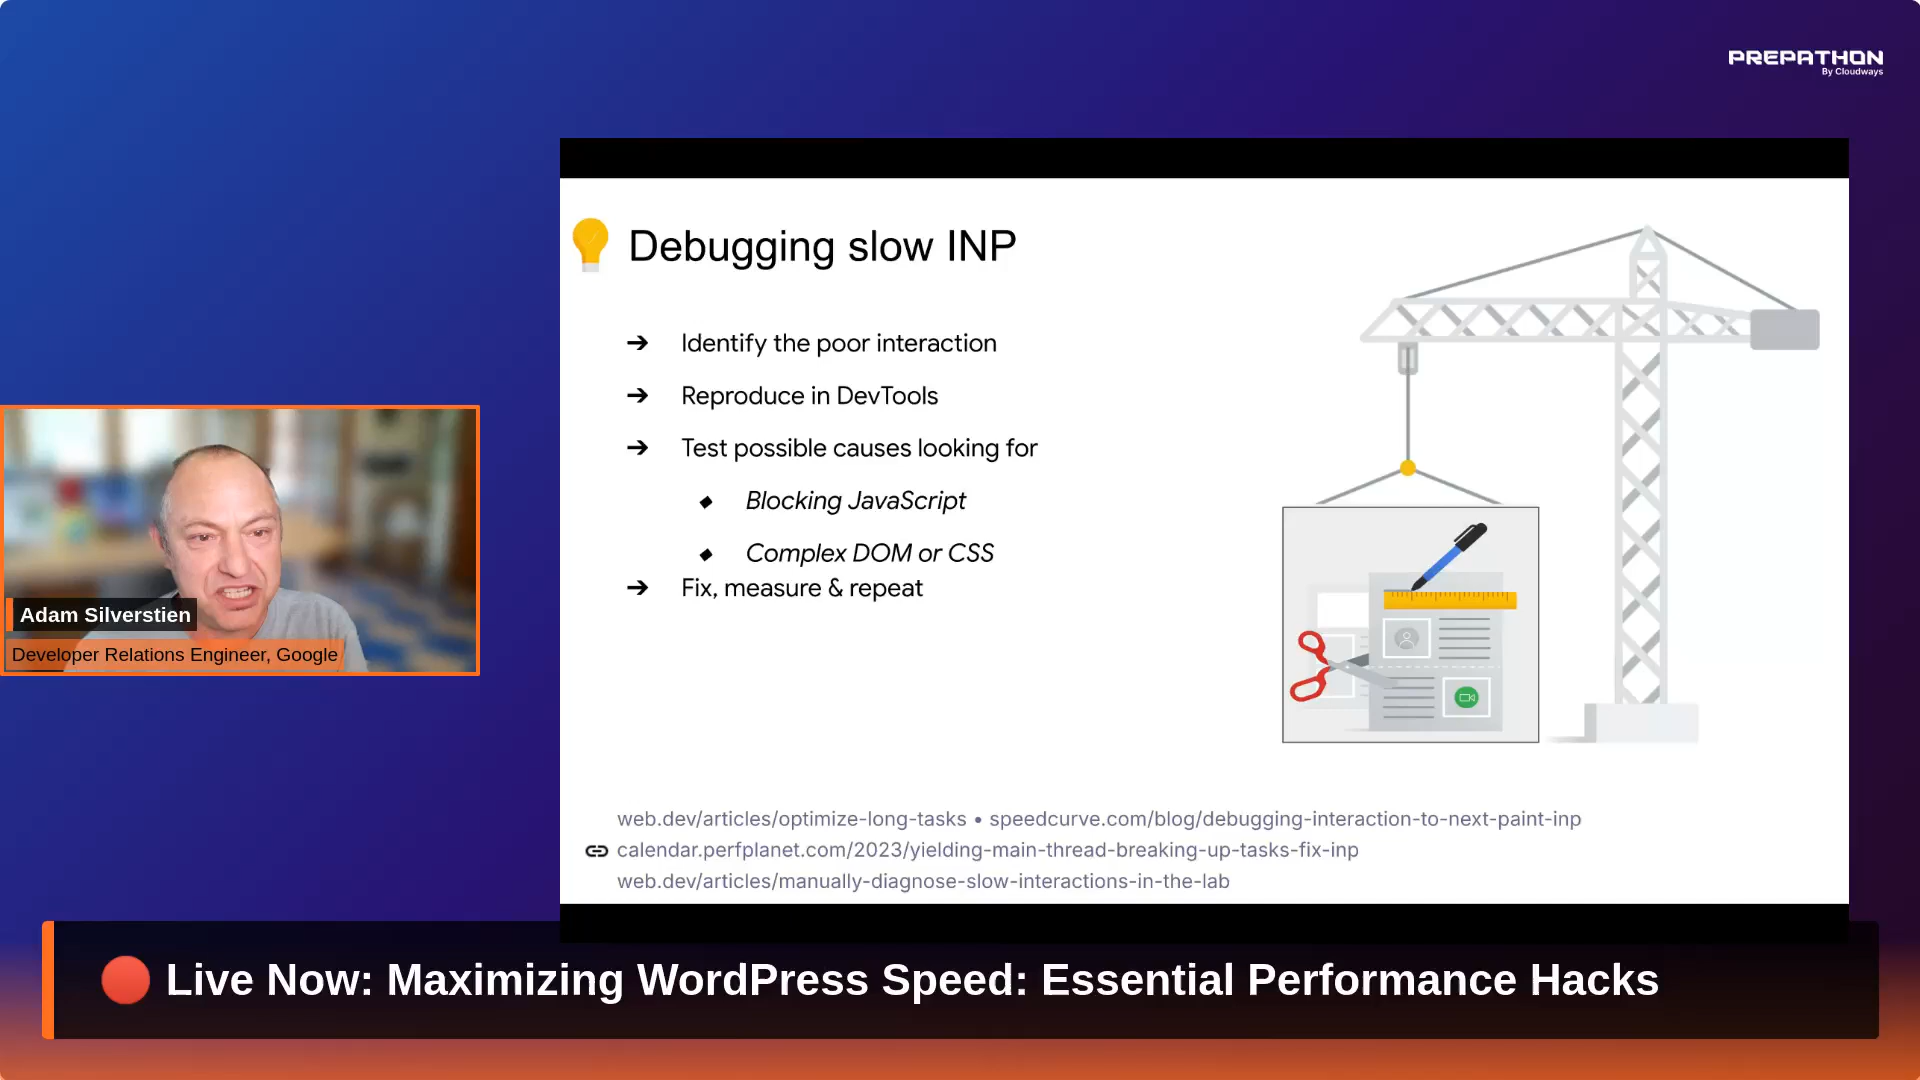 PREPATHON
By Cloudways
Debugging slow INP
➔ Identify the poor interaction
➔ Reproduce in DevTools
➔ Test possible causes looking for
◆ Blocking JavaScript
◆ Complex DOM or CSS
➔ Fix, measure & repeat
web.dev/articles/optimize-long-tasks • speedcurve.com/blog/debugging-interaction-to-next-paint-inp
calendar.perfplanet.com/2023/yielding-main-thread-breaking-up-tasks-fix-inp
web.dev/articles/manually-diagnose-slow-interactions-in-the-lab
Adam Silverstien
Developer Relations Engineer, Google
Live Now: Maximizing WordPress Speed: Essential Performance Hacks